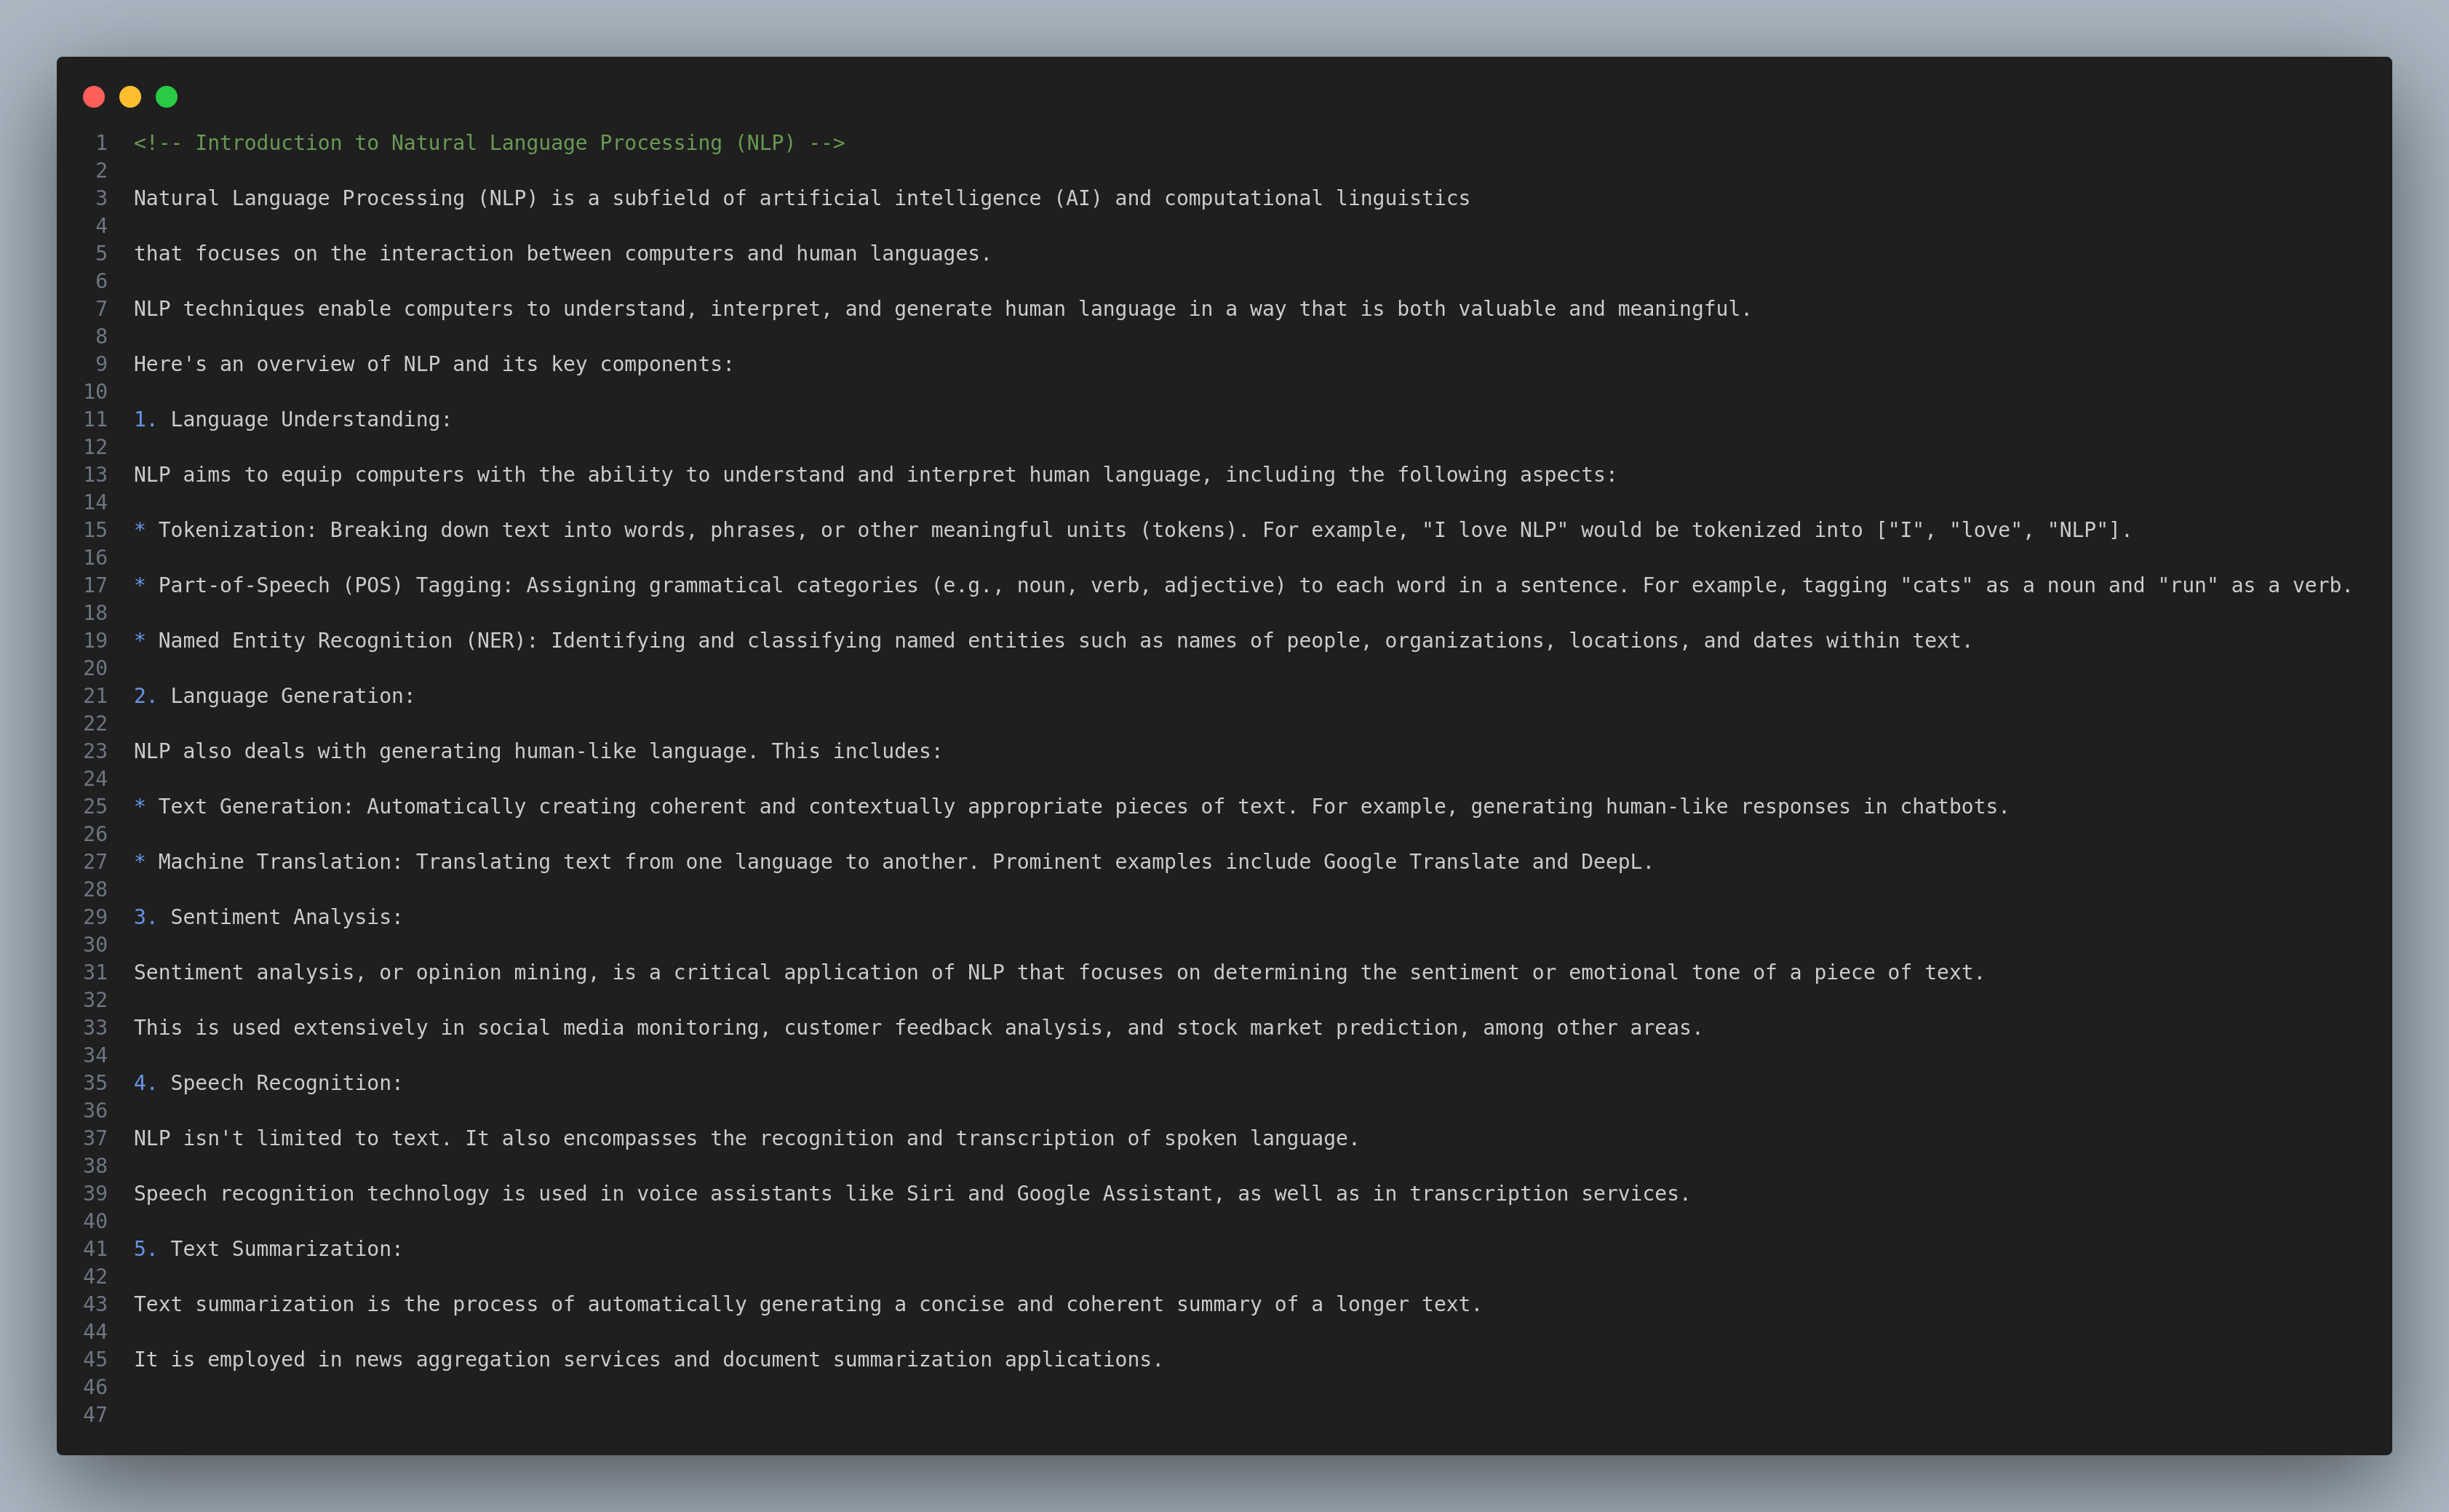 1 <!-- Introduction to Natural Language Processing (NLP) -->
2
3 Natural Language Processing (NLP) is a subfield of artificial intelligence (AI) and computational linguistics
4
5 that focuses on the interaction between computers and human languages.
6
7 NLP techniques enable computers to understand, interpret, and generate human language in a way that is both valuable and meaningful.
8
9 Here's an overview of NLP and its key components:
10
11 1. Language Understanding:
12
13 NLP aims to equip computers with the ability to understand and interpret human language, including the following aspects:
14
15 * Tokenization: Breaking down text into words, phrases, or other meaningful units (tokens). For example, "I love NLP" would be tokenized into ["I", "love", "NLP"].
16
17 * Part-of-Speech (POS) Tagging: Assigning grammatical categories (e.g., noun, verb, adjective) to each word in a sentence. For example, tagging "cats" as a noun and "run" as a verb.
18
19 * Named Entity Recognition (NER): Identifying and classifying named entities such as names of people, organizations, locations, and dates within text.
20
21 2. Language Generation:
22
23 NLP also deals with generating human-like language. This includes:
24
25 * Text Generation: Automatically creating coherent and contextually appropriate pieces of text. For example, generating human-like responses in chatbots.
26
27 * Machine Translation: Translating text from one language to another. Prominent examples include Google Translate and DeepL.
28
29 3. Sentiment Analysis:
30
31 Sentiment analysis, or opinion mining, is a critical application of NLP that focuses on determining the sentiment or emotional tone of a piece of text.
32
33 This is used extensively in social media monitoring, customer feedback analysis, and stock market prediction, among other areas.
34
35 4. Speech Recognition:
36
37 NLP isn't limited to text. It also encompasses the recognition and transcription of spoken language.
38
39 Speech recognition technology is used in voice assistants like Siri and Google Assistant, as well as in transcription services.
40
41 5. Text Summarization:
42
43 Text summarization is the process of automatically generating a concise and coherent summary of a longer text.
44
45 It is employed in news aggregation services and document summarization applications.
46
47